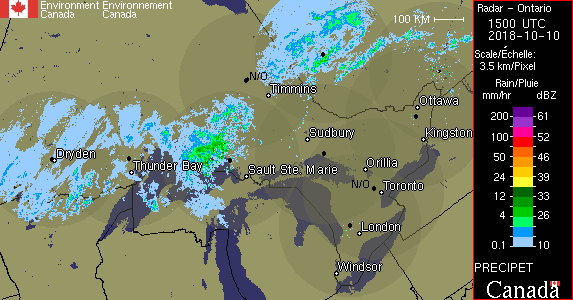 Environment Environnement
Canada Canada
100 KM
N/O
Timmins
Ottawa
Sudbury
Kingston
Dryden
Thunder Bay
Sault Ste. Marie
Orillia
N/O
Toronto
London
Windsor
Radar - Ontario
1500 UTC
2018-10-10
Scale/Échelle:
3.5 km/Pixel
Rain/Pluie
mm/hr dBZ
200 61
100 52
50 46
24 39
12 33
4 26
0.1 10
PRECIPET
Canada